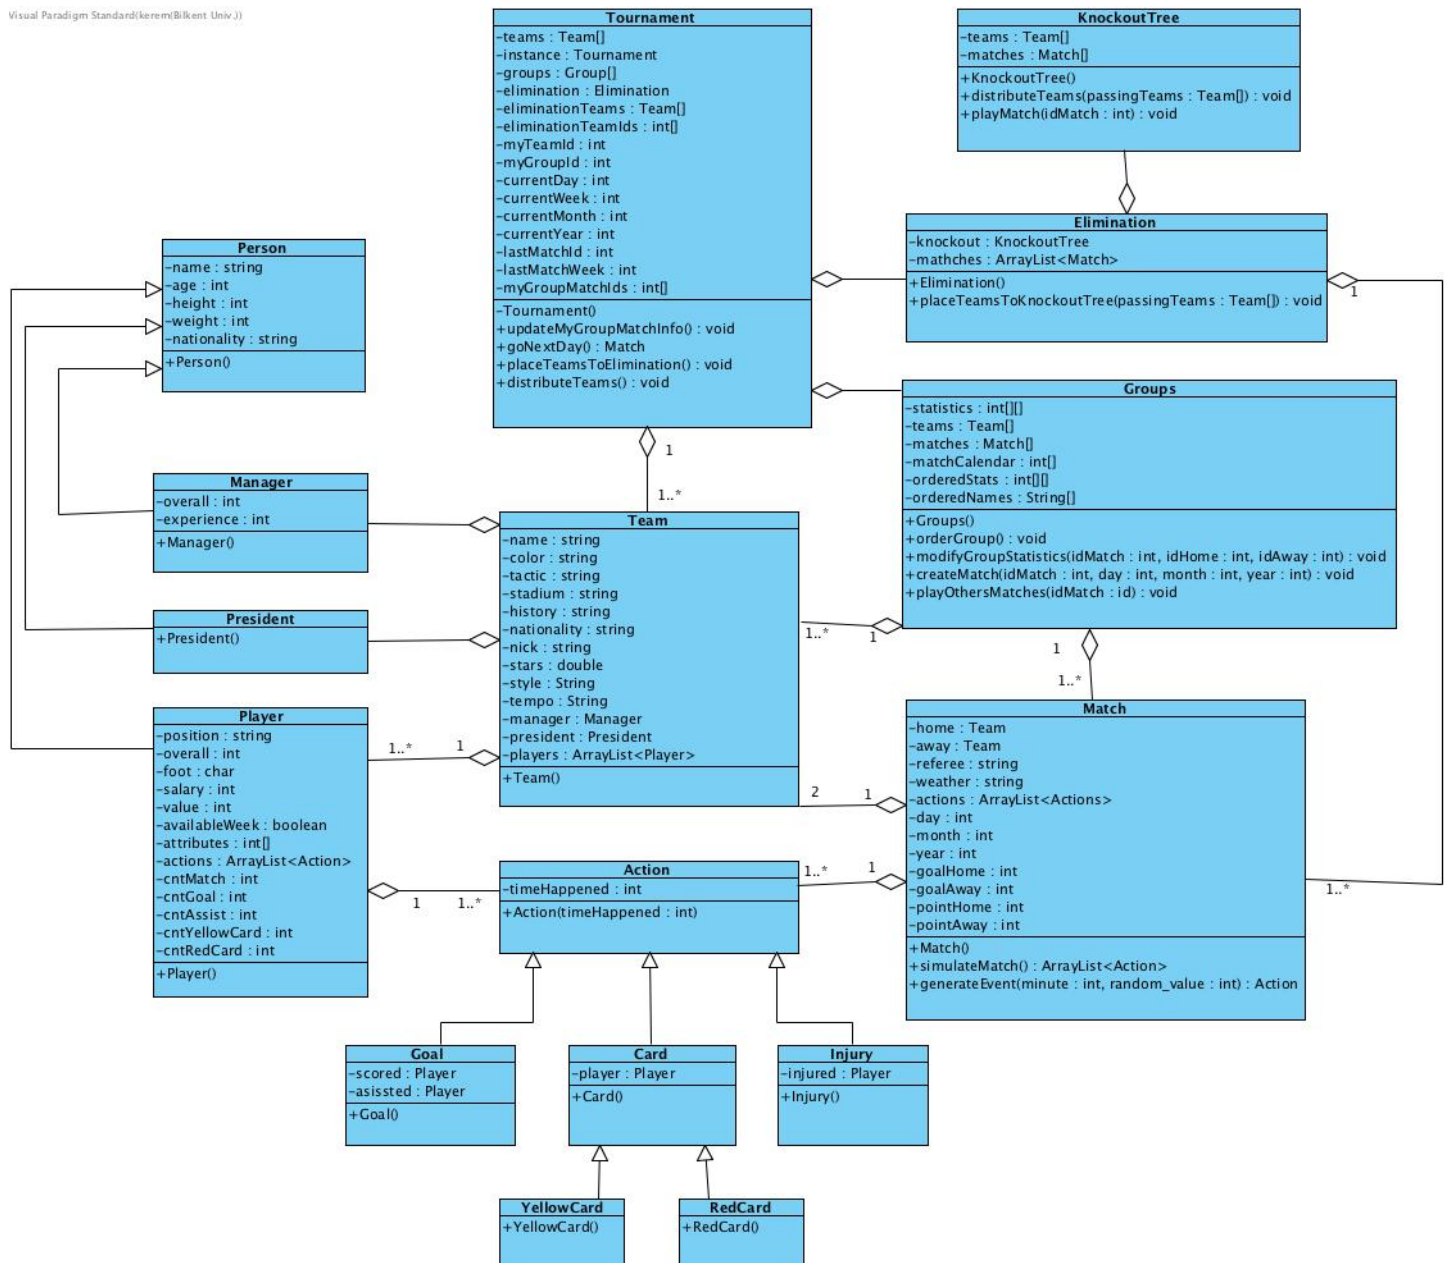 Visual Paradigm Standard(kerem(Bilkent Univ.))
Tournament
-teams : Team[]
-instance : Tournament
-groups : Group[]
-elimination : Elimination
-eliminationTeams : Team[]
-eliminationTeamIds : int[]
-myTeamId : int
-myGroupId : int
-currentDay : int
-currentWeek : int
-currentMonth : int
-currentYear : int
-lastMatchId : int
-lastMatchWeek : int
-myGroupMatchIds : int[]
-Tournament()
+updateMyGroupMatchInfo() : void
+goNextDay() : Match
+placeTeamsToElimination() : void
+distributeTeams() : void
1
1..*
KnockoutTree
-teams : Team[]
-matches : Match[]
+KnockoutTree()
+distributeTeams(passingTeams : Team[]) : void
+playMatch(idMatch : int) : void
Elimination
-knockout : KnockoutTree
-mathches : ArrayList<Match>
+Elimination()
+placeTeamsToKnockoutTree(passingTeams : Team[]) : void
1
1..*
Person
-name : string
-age : int
-height : int
-weight : int
-nationality : string
+Person()
Groups
-statistics : int[][]
-teams : Team[]
-matches : Match[]
-matchCalendar : int[]
-orderedStats : int[][]
-orderedNames : String[]
+Groups()
+orderGroup() : void
+modifyGroupStatistics(idMatch : int, idHome : int, idAway : int) : void
+createMatch(idMatch : int, day : int, month : int, year : int) : void
+playOthersMatches(idMatch : id) : void
1..*
1
1
1..*
Manager
-overall : int
-experience : int
+Manager()
President
+President()
Team
-name : string
-color : string
-tactic : string
-stadium : string
-history : string
-nationality : string
-nick : string
-stars : double
-style : String
-tempo : String
-manager : Manager
-president : President
-players : ArrayList<Player>
+Team()
1..*
1
2
1
Player
-position : string
-overall : int
-foot : char
-salary : int
-value : int
-availableWeek : boolean
-attributes : int[]
-actions : ArrayList<Action>
-cntMatch : int
-cntGoal : int
-cntAssist : int
-cntYellowCard : int
-cntRedCard : int
+Player()
1
1..*
Match
-home : Team
-away : Team
-referee : string
-weather : string
-actions : ArrayList<Actions>
-day : int
-month : int
-year : int
-goalHome : int
-goalAway : int
-pointHome : int
-pointAway : int
+Match()
+simulateMatch() : ArrayList<Action>
+generateEvent(minute : int, random_value : int) : Action
Action
-timeHappened : int
+Action(timeHappened : int)
1..*
1
Goal
-scored : Player
-asissted : Player
+Goal()
Card
-player : Player
+Card()
Injury
-injured : Player
+Injury()
YellowCard
+YellowCard()
RedCard
+RedCard()